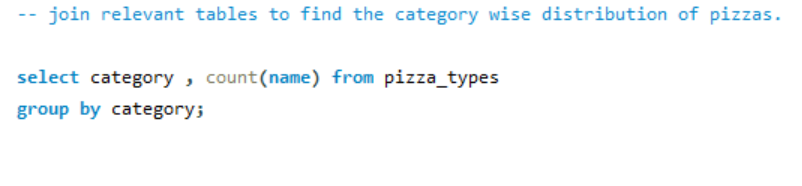 -- join relevant tables to find the category wise distribution of pizzas.
select category , count(name) from pizza_types
group by category;